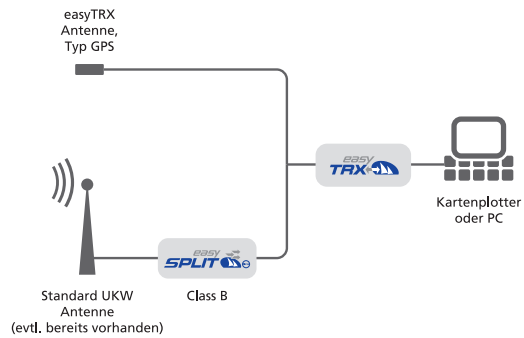 easyTRX
Antenne,
Typ GPS
easy
TRX
Kartenplotter
oder PC
easy
SPLIT
Standard UKW
Antenne
(evtl. bereits vorhanden)
Class B